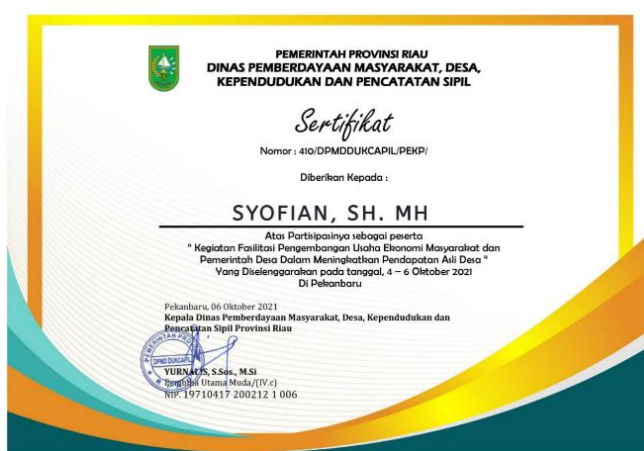 PEMERINTAH PROVINSI RIAU
DINAS PEMBERDAYAAN MASYARAKAT, DESA,
KEPENDUDUKAN DAN PENCATATAN SIPIL
Sertifikat
Nomor : 410/DPMDDUKCAPIL/PEKP/
Diberikan Kepada :
SYOFIAN, SH. MH
Atas Partisipasinya sebagai peserta
" Kegiatan Fasilitasi Pengembangan Usaha Ekonomi Masyarakat dan
Pemerintah Desa Dalam Meningkatkan Pendapatan Asli Desa "
Yang Diselenggarakan pada tanggal, 4 – 6 Oktober 2021
Di Pekanbaru
Pekanbaru, 06 Oktober 2021
Kepala Dinas Pemberdayaan Masyarakat, Desa, Kependudukan dan
Pencatatan Sipil Provinsi Riau
DPMD DUKCAPIL
YURNALIS, S.Sos., M.Si
Utama Muda/(IV.c)
NIP. 19710417 200212 1 006